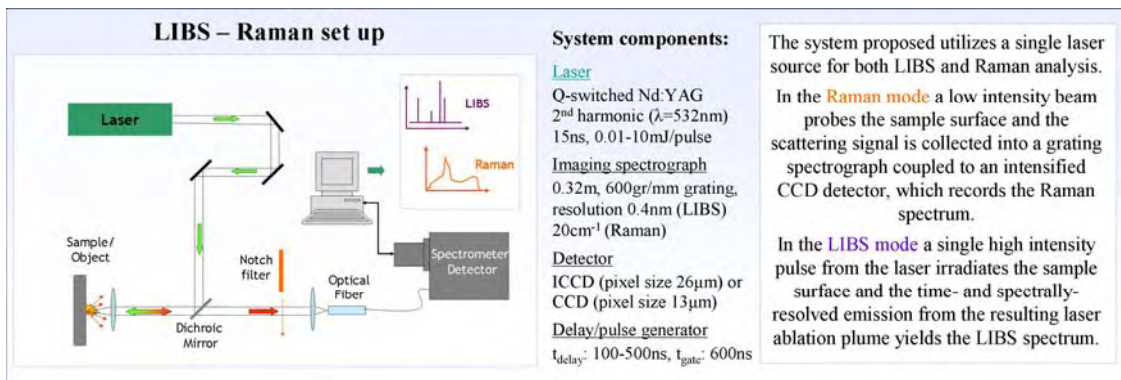 LIBS – Raman set up
Laser
LIBS
Raman
Sample/
Object
Notch
filter
Optical
Fiber
Spectrometer
Detector
Dichroic
Mirror
System components:
Laser
Q-switched Nd:YAG
2nd harmonic (λ=532nm)
15ns, 0.01-10mJ/pulse
Imaging spectrograph
0.32m, 600gr/mm grating,
resolution 0.4nm (LIBS)
20cm-1 (Raman)
Detector
ICCD (pixel size 26μm) or
CCD (pixel size 13μm)
Delay/pulse generator
tdelay: 100-500ns, tgate: 600ns
The system proposed utilizes a single laser
source for both LIBS and Raman analysis.
In the Raman mode a low intensity beam
probes the sample surface and the
scattering signal is collected into a grating
spectrograph coupled to an intensified
CCD detector, which records the Raman
spectrum.
In the LIBS mode a single high intensity
pulse from the laser irradiates the sample
surface and the time- and spectrally-
resolved emission from the resulting laser
ablation plume yields the LIBS spectrum.